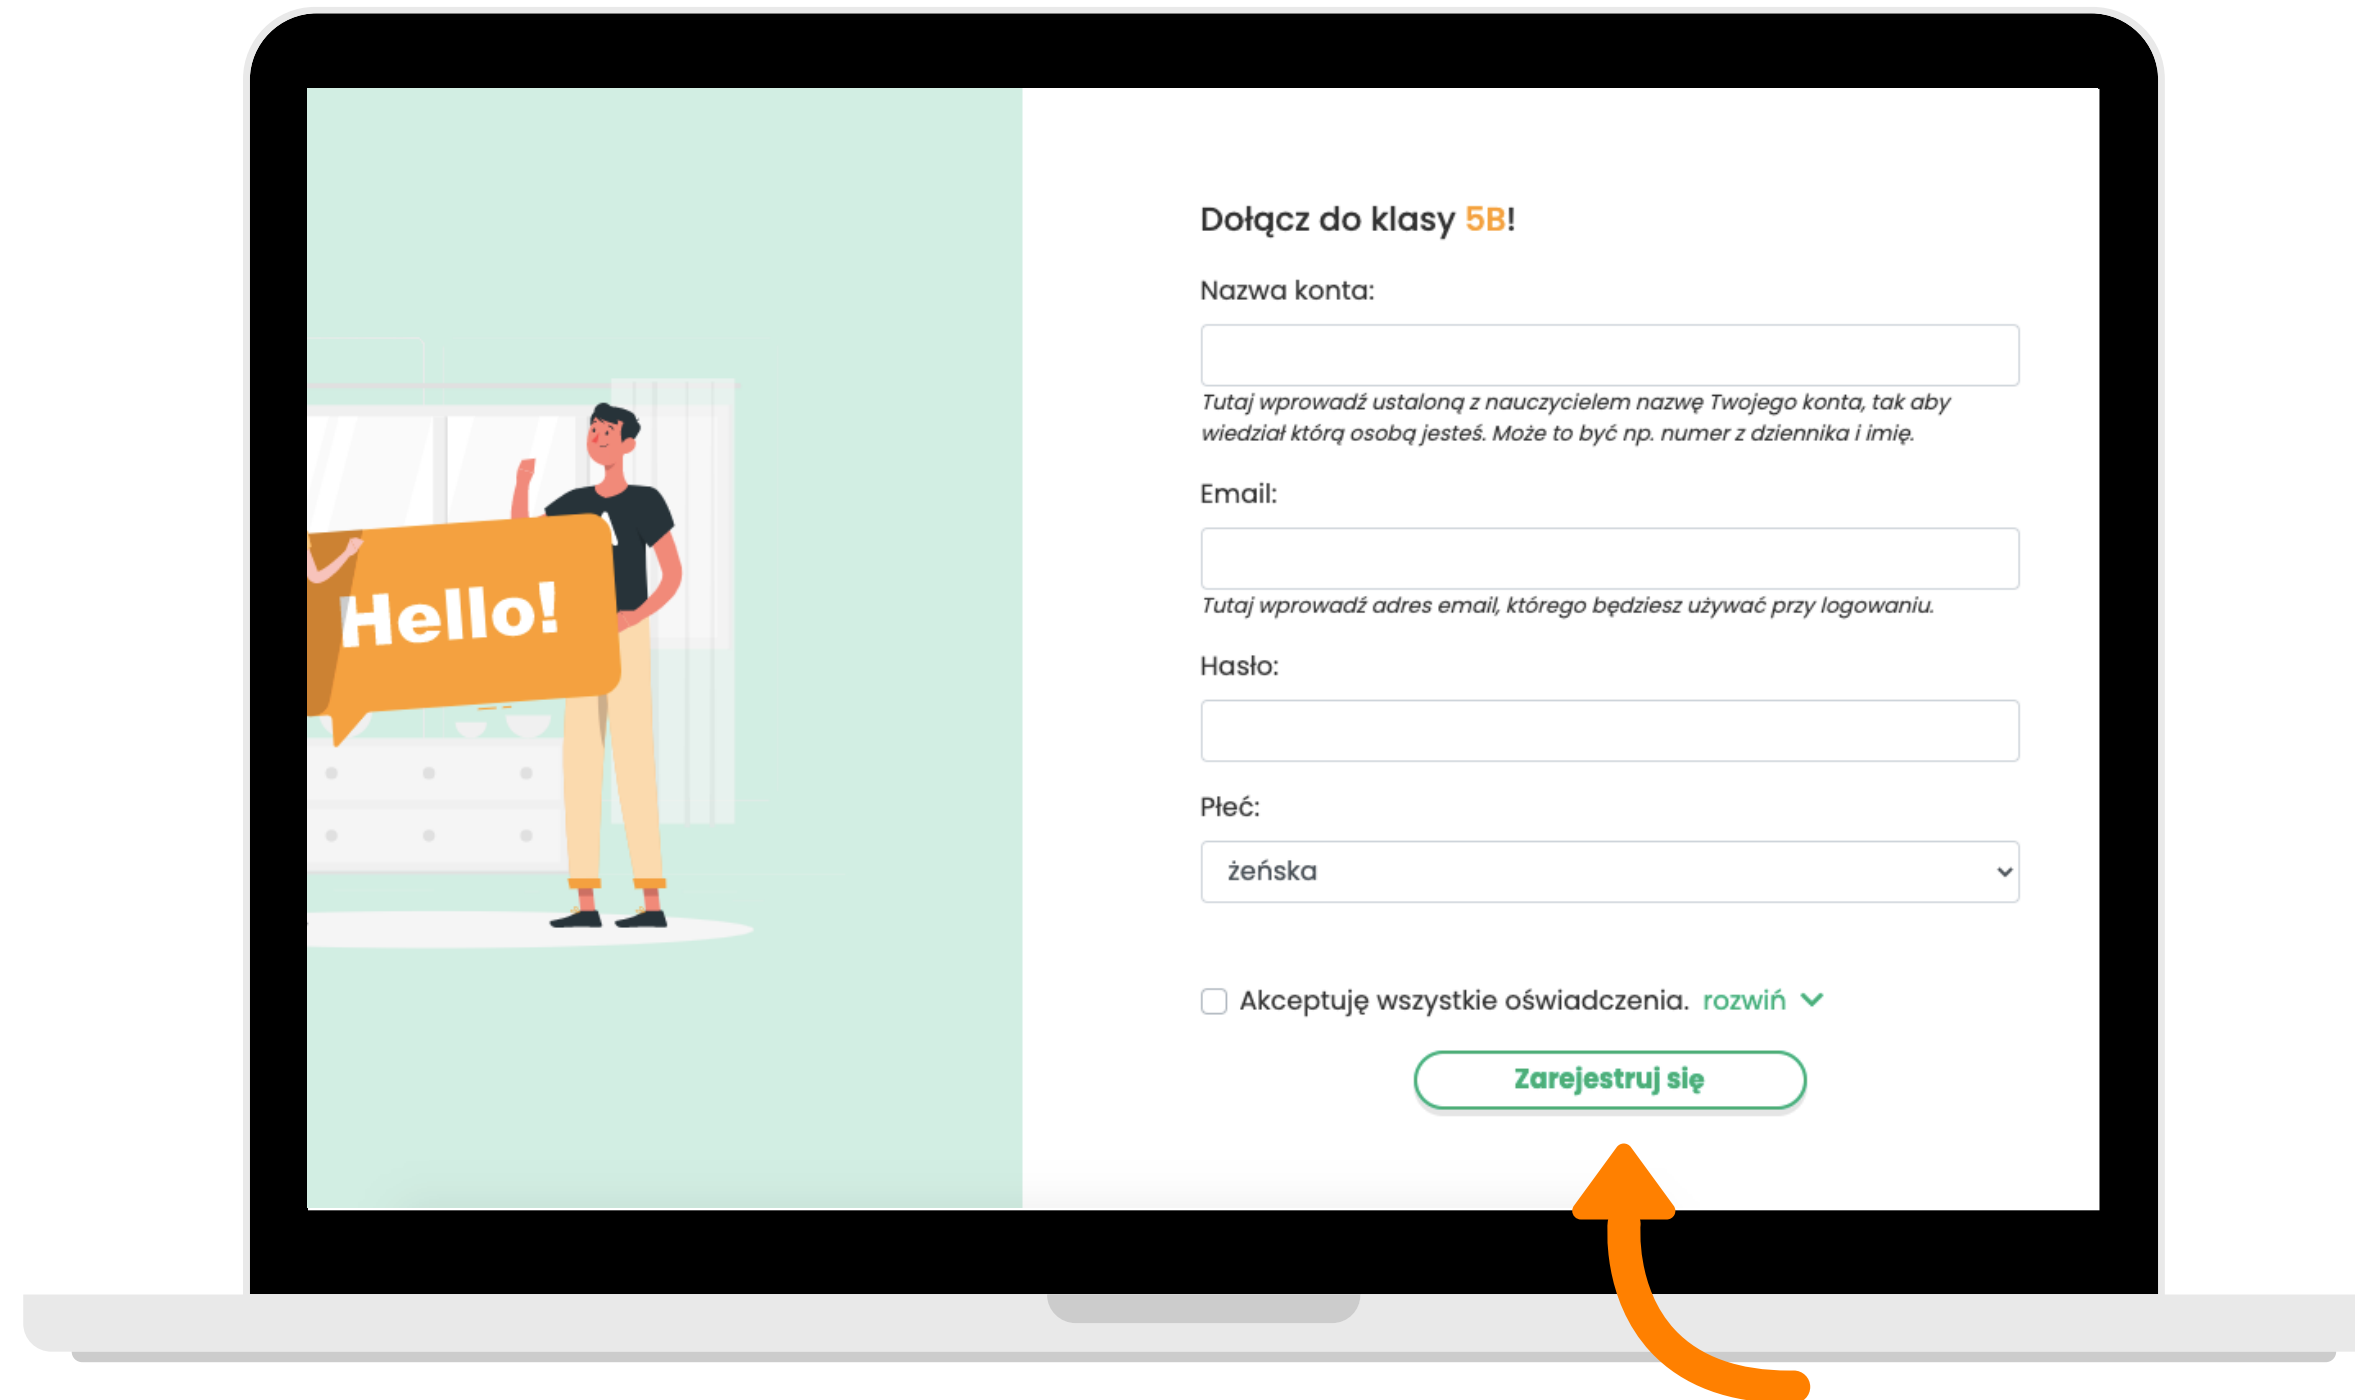 Hello!
Dołącz do klasy 5B!
Nazwa konta:
Tutaj wprowadź ustaloną z nauczycielem nazwę Twojego konta, tak aby
wiedział którą osobą jesteś. Może to być np. numer z dziennika i imię.
Email:
Tutaj wprowadź adres email, którego będziesz używać przy logowaniu.
Hasło:
Płeć:
żeńska
Akceptuję wszystkie oświadczenia. rozwiń
Zarejestruj się